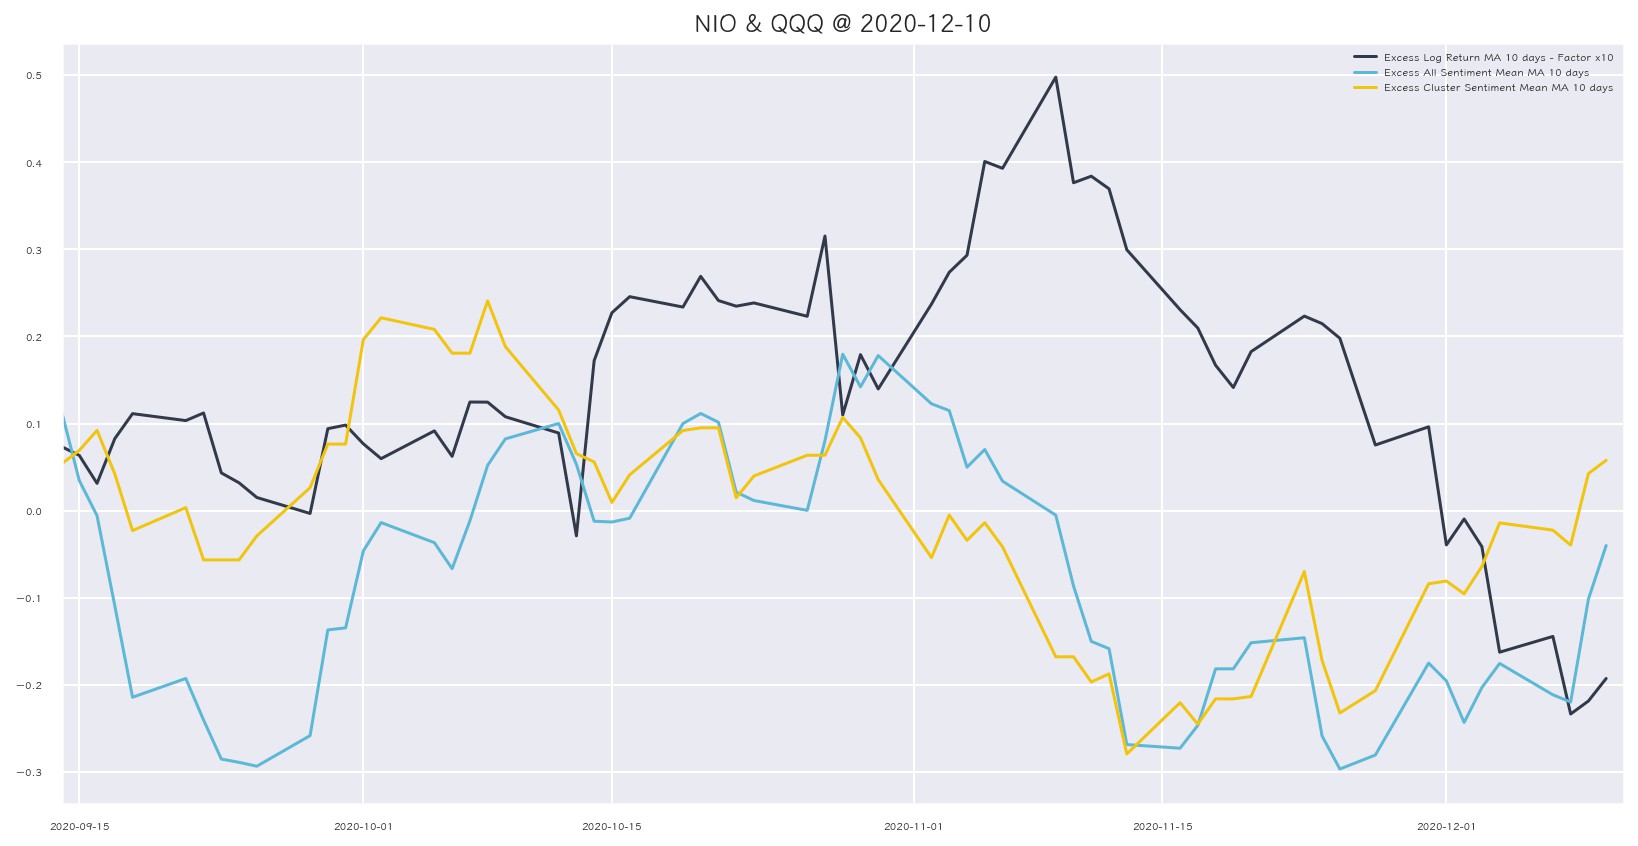 NIO & QQQ @ 2020-12-10
Excess Log Return MA 10 days - Factor x10
Excess All Sentiment Mean MA 10 days
Excess Cluster Sentiment Mean MA 10 days
0.5
0.4
0.3
0.2
0.1
0.0
−0.1
−0.2
−0.3
2020-09-15 2020-10-01 2020-10-15 2020-11-01 2020-11-15 2020-12-01